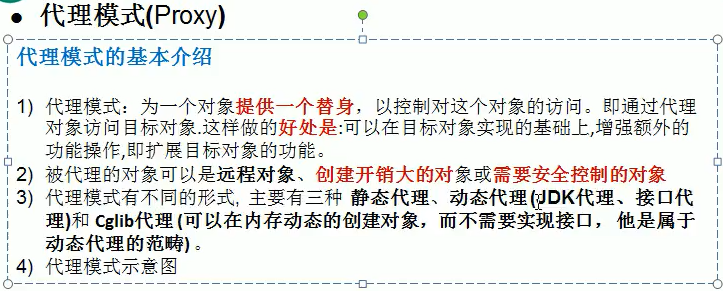 ● 代理模式(Proxy)
代理模式的基本介绍
1) 代理模式：为一个对象提供一个替身，以控制对这个对象的访问。即通过代理
对象访问目标对象.这样做的好处是:可以在目标对象实现的基础上,增强额外的
功能操作,即扩展目标对象的功能。
2) 被代理的对象可以是远程对象、创建开销大的对象或需要安全控制的对象
3) 代理模式有不同的形式, 主要有三种 静态代理、动态代理 (JDK代理、接口代
理)和 Cglib代理 (可以在内存动态的创建对象，而不需要实现接口，他是属于
动态代理的范畴) 。
4) 代理模式示意图